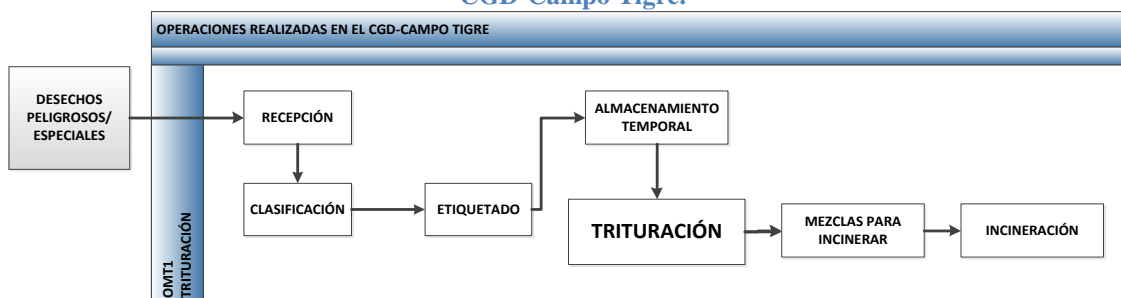 CGD-Campo Tigre.
OPERACIONES REALIZADAS EN EL CGD-CAMPO TIGRE
DESECHOS
PELIGROSOS/
ESPECIALES
RECEPCIÓN
ALMACENAMIENTO
TEMPORAL
CLASIFICACIÓN
ETIQUETADO
TRITURACIÓN
MEZCLAS PARA
INCINERAR
INCINERACIÓN
OMT1
TRITURACIÓN